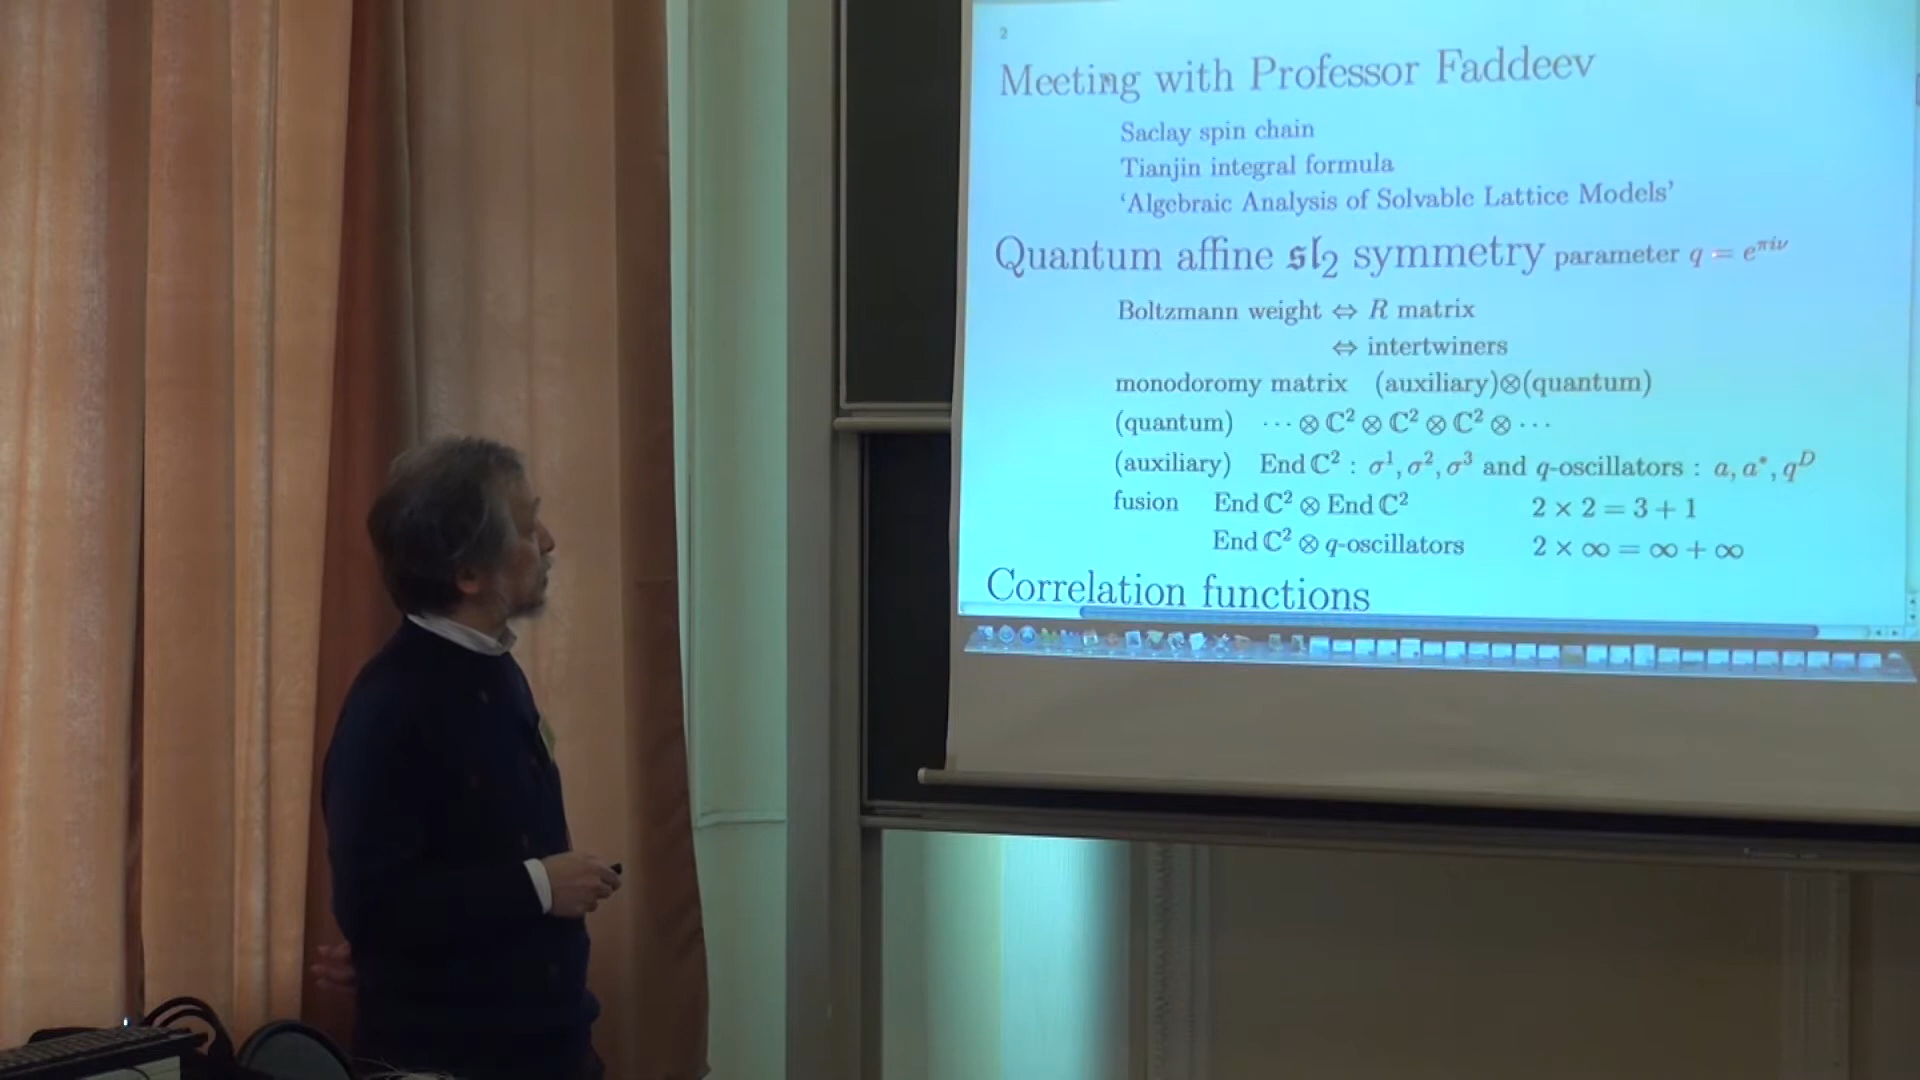 2
Meeting with Professor Faddeev
Saclay spin chain
Tianjin integral formula
‘Algebraic Analysis of Solvable Lattice Models’
Quantum affine 𝔰𝔩₂ symmetry parameter q = e^{πiν}
Boltzmann weight ⇔ R matrix
⇔ intertwiners
monodoromy matrix (auxiliary)⊗(quantum)
(quantum) ··· ⊗ ℂ² ⊗ ℂ² ⊗ ℂ² ⊗ ···
(auxiliary) End ℂ² : σ¹, σ², σ³ and q-oscillators : a, a*, q^D
fusion End ℂ² ⊗ End ℂ² 2 × 2 = 3 + 1
End ℂ² ⊗ q-oscillators 2 × ∞ = ∞ + ∞
Correlation functions